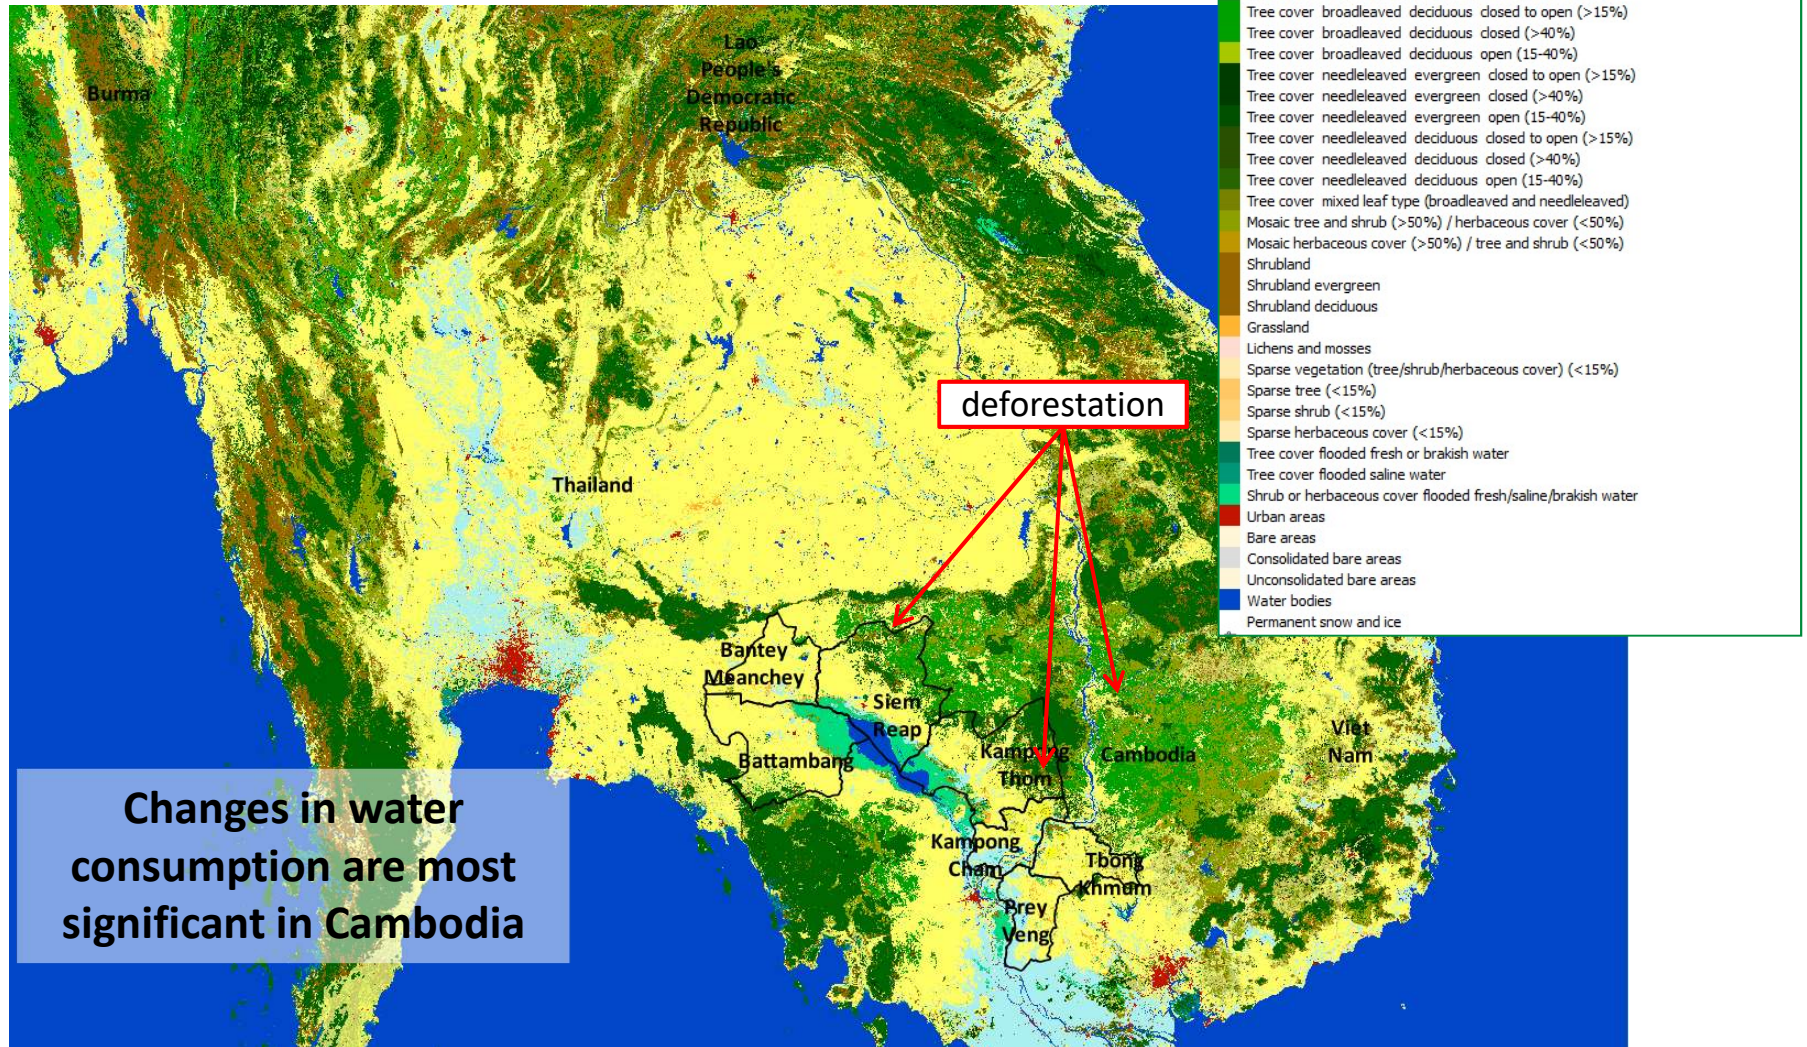 Lao
People's
Democratic
Republic
Burma
Tree cover broadleaved deciduous closed to open (>15%)
Tree cover broadleaved deciduous closed (>40%)
Tree cover broadleaved deciduous open (15-40%)
Tree cover needleleaved evergreen closed to open (>15%)
Tree cover needleleaved evergreen closed (>40%)
Tree cover needleleaved evergreen open (15-40%)
Tree cover needleleaved deciduous closed to open (>15%)
Tree cover needleleaved deciduous closed (>40%)
Tree cover needleleaved deciduous open (15-40%)
Tree cover mixed leaf type (broadleaved and needleleaved)
Mosaic tree and shrub (>50%) / herbaceous cover (<50%)
Mosaic herbaceous cover (>50%) / tree and shrub (<50%)
Shrubland
Shrubland evergreen
Shrubland deciduous
Grassland
Lichens and mosses
Sparse vegetation (tree/shrub/herbaceous cover) (<15%)
Sparse tree (<15%)
Sparse shrub (<15%)
Sparse herbaceous cover (<15%)
Tree cover flooded fresh or brakish water
Tree cover flooded saline water
Shrub or herbaceous cover flooded fresh/saline/brakish water
Urban areas
Bare areas
Consolidated bare areas
Unconsolidated bare areas
Water bodies
Permanent snow and ice
deforestation
Thailand
Bantey
Meanchey
Siem
Reap
Battambang
Kampong
Thom
Cambodia
Viet
Nam
Kampong
Cham
Tbong
Khmum
Prey
Veng
Changes in water
consumption are most
significant in Cambodia